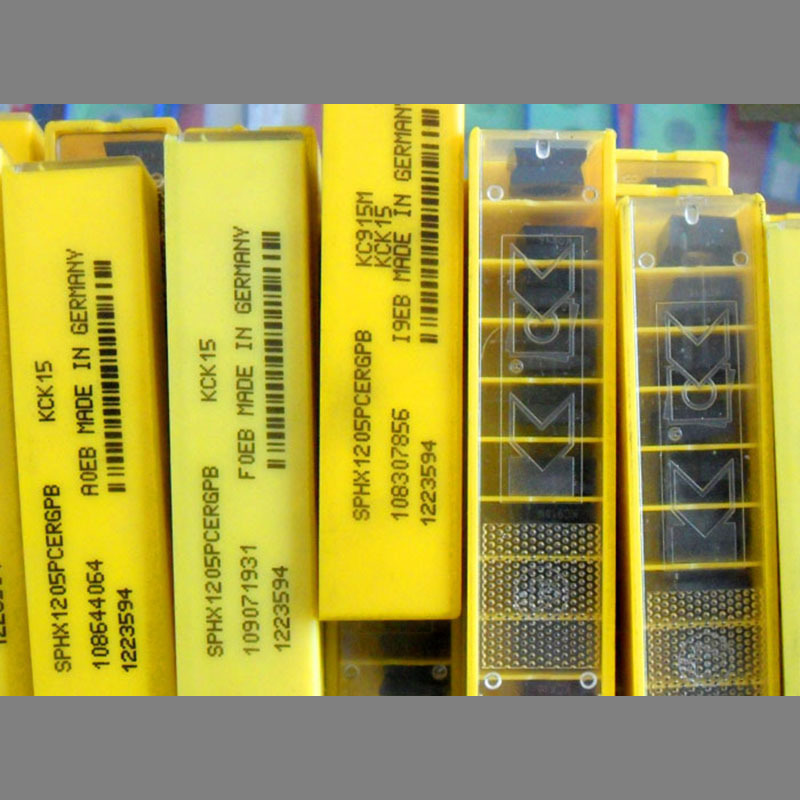 SPHX1205PCERGPB KCK15
108644064 A0EB MADE IN GERMANY
1223594
SPHX1205PCERGPB KCK15
109071931 F0EB MADE IN GERMANY
1223594
KC915M
SPHX1205PCERGPB KCK15
108307856 I9EB MADE IN GERMANY
1223594